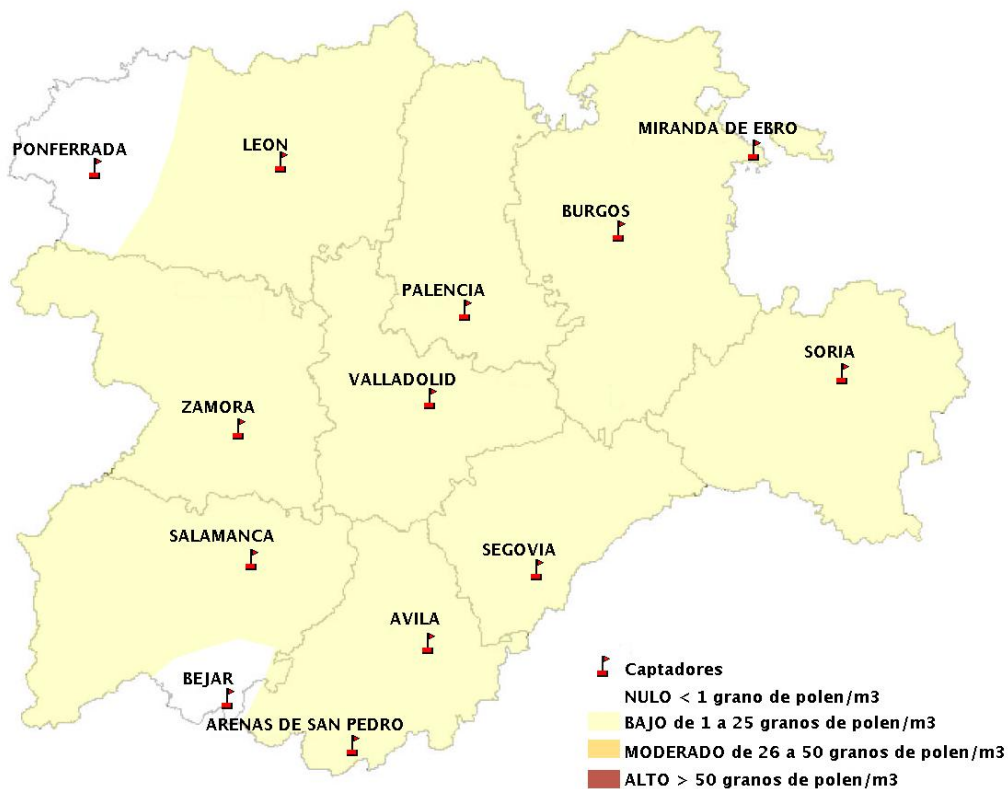 MIRANDA DE EBRO
PONFERRADA
LEON
BURGOS
PALENCIA
SORIA
VALLADOLID
ZAMORA
SALAMANCA
SEGOVIA
AVILA
BEJAR
ARENAS DE SAN PEDRO
Captadores
NULO < 1 grano de polen/m3
BAJO de 1 a 25 granos de polen/m3
MODERADO de 26 a 50 granos de polen/m3
ALTO > 50 granos de polen/m3